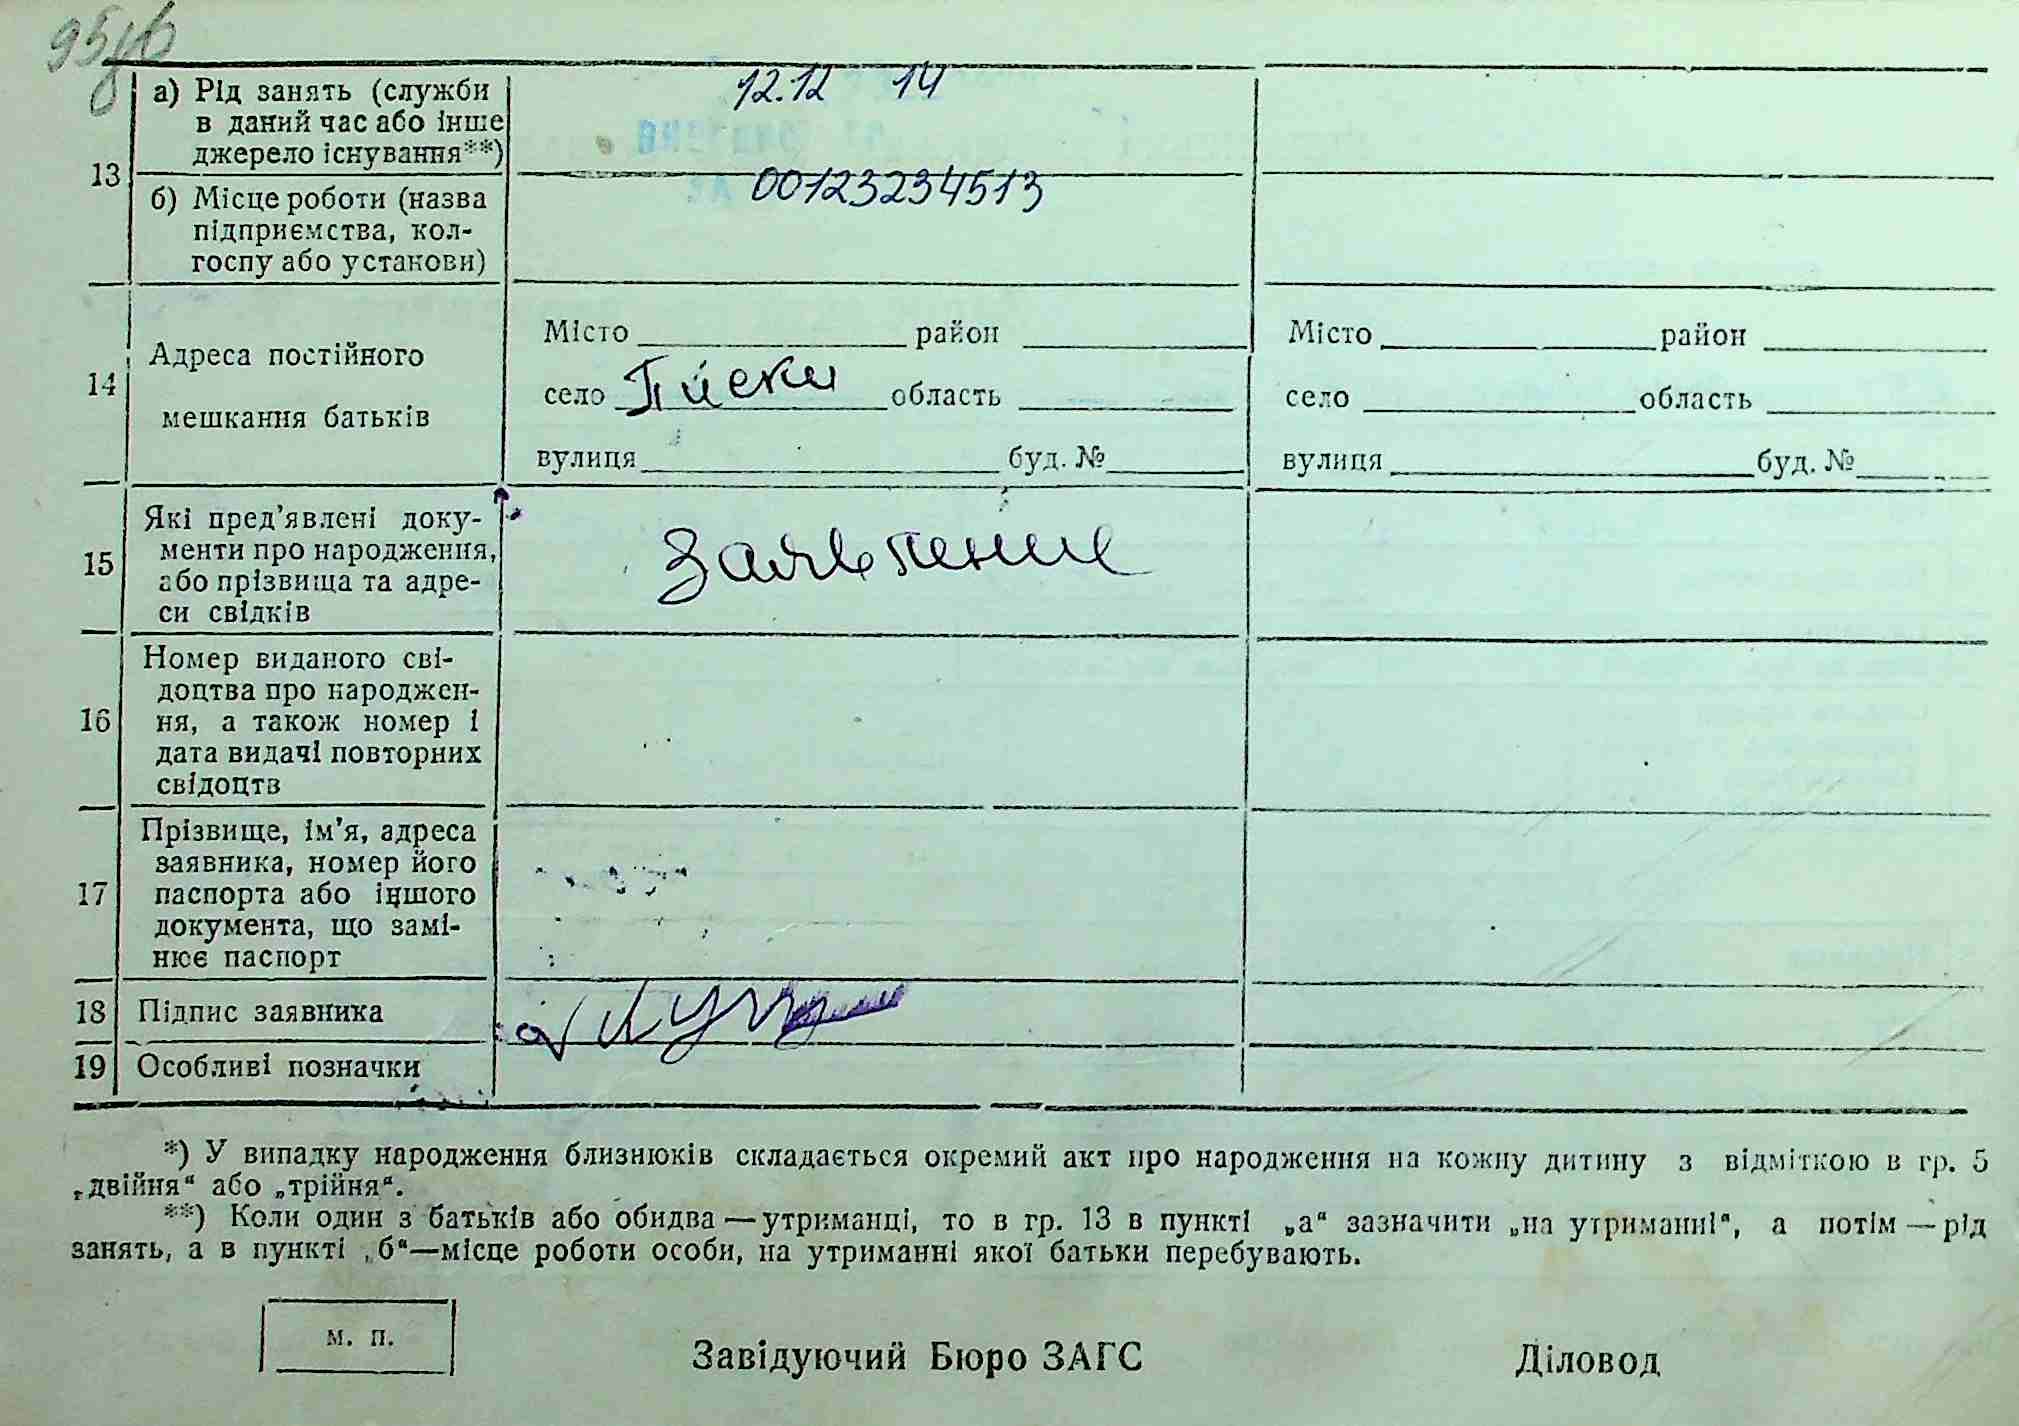 95зв
а) Рід занять (служби
в даний час або інше
джерело існування**)
12.12 14
13
б) Місце роботи (назва
підприємства, кол-
госпу або установи)
001232234513
14
Адреса постійного
мешкання батьків
Місто район
село Пиески область
вулиця буд. №
Місто район
село область
вулиця буд. №
15
Які пред’явлені доку-
менти про народження,
або прізвища та адре-
си свідків
Заявление
16
Номер виданого сві-
доцтва про народжен-
ня, а також номер і
дата видачі повторних
свідоцтв
17
Прізвище, ім’я, адреса
заявника, номер його
паспорта або іншого
документа, що замі-
нює паспорт
18
Підпис заявника
19
Особливі позначки
*) У випадку народження близнюків складається окремий акт про народження на кожну дитину з відміткою в гр. 5
„двійня“ або „трійня“.
**) Коли один з батьків або обидва — утриманці, то в гр. 13 в пункті „а“ зазначити „на утриманні“, а потім — рід
занять, а в пункті „б“—місце роботи особи, на утриманні якої батьки перебувають.
м. п.
Завідуючий Бюро ЗАГС
Діловод